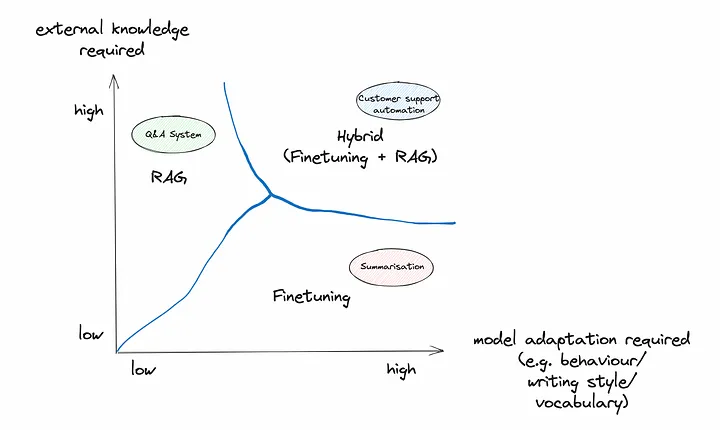 external knowledge
required
high
Customer support
automation
Q&A System
Hybrid
(Finetuning + RAG)
RAG
Summarisation
Finetuning
low
low
high
model adaptation required
(e.g. behaviour/
writing style/
vocabulary)